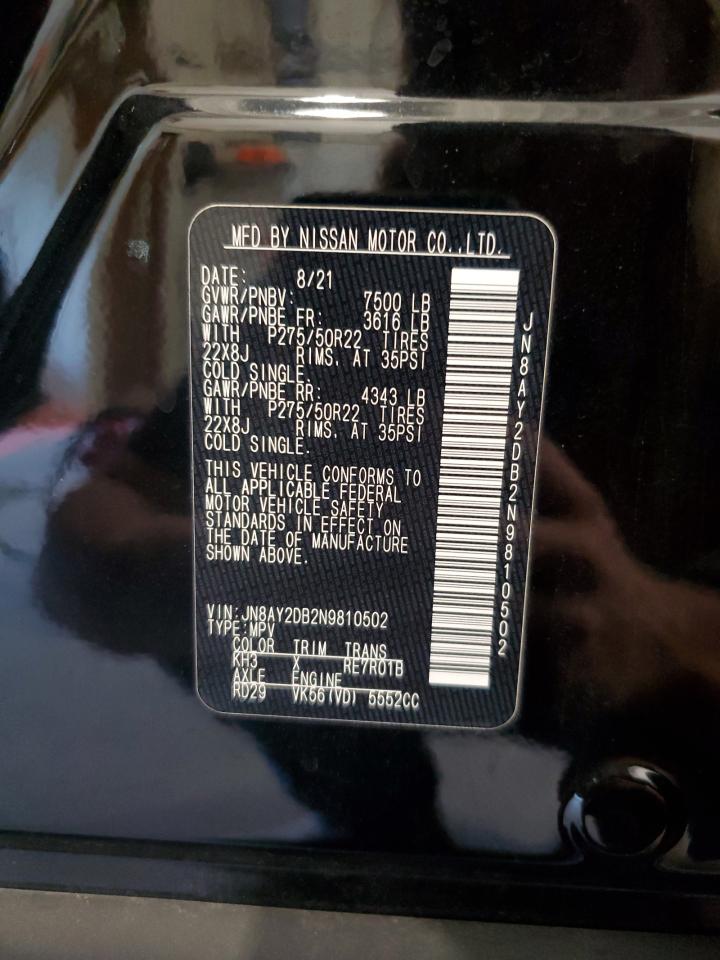 MFD BY NISSAN MOTOR CO.,LTD.
DATE: 8/21
GVWR/PNBV: 7500 LB
GAWR/PNBE FR: 3616 LB
WITH P275/50R22 TIRES
22X8J RIMS, AT 35PSI
COLD SINGLE.
GAWR/PNBE RR: 4343 LB
WITH P275/50R22 TIRES
22X8J RIMS, AT 35PSI
COLD SINGLE.
THIS VEHICLE CONFORMS TO
ALL APPLICABLE FEDERAL
MOTOR VEHICLE SAFETY
STANDARDS IN EFFECT ON
THE DATE OF MANUFACTURE
SHOWN ABOVE.
VIN:JN8AY2DB2N9810502
TYPE:MPV
COLOR TRIM TRANS
KH3 X RE7R01B
AXLE ENGINE
RD29 VK56(VD) 5552CC
JN8AY2DB2N9810502